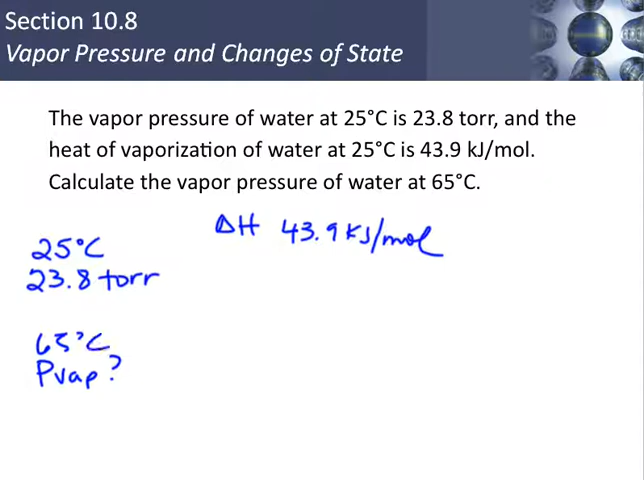 Section 10.8
Vapor Pressure and Changes of State
The vapor pressure of water at 25°C is 23.8 torr, and the
heat of vaporization of water at 25°C is 43.9 kJ/mol.
Calculate the vapor pressure of water at 65°C.
ΔH 43.9 KJ/mol
25°C
23.8 torr
65°C
Pvap?